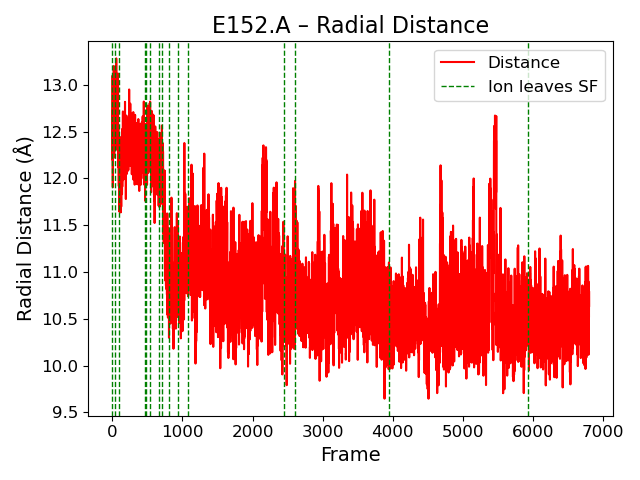 E152.A – Radial Distance
Distance
Ion leaves SF
Radial Distance (Å)
13.0
12.5
12.0
11.5
11.0
10.5
10.0
9.5
0 1000 2000 3000 4000 5000 6000 7000
Frame